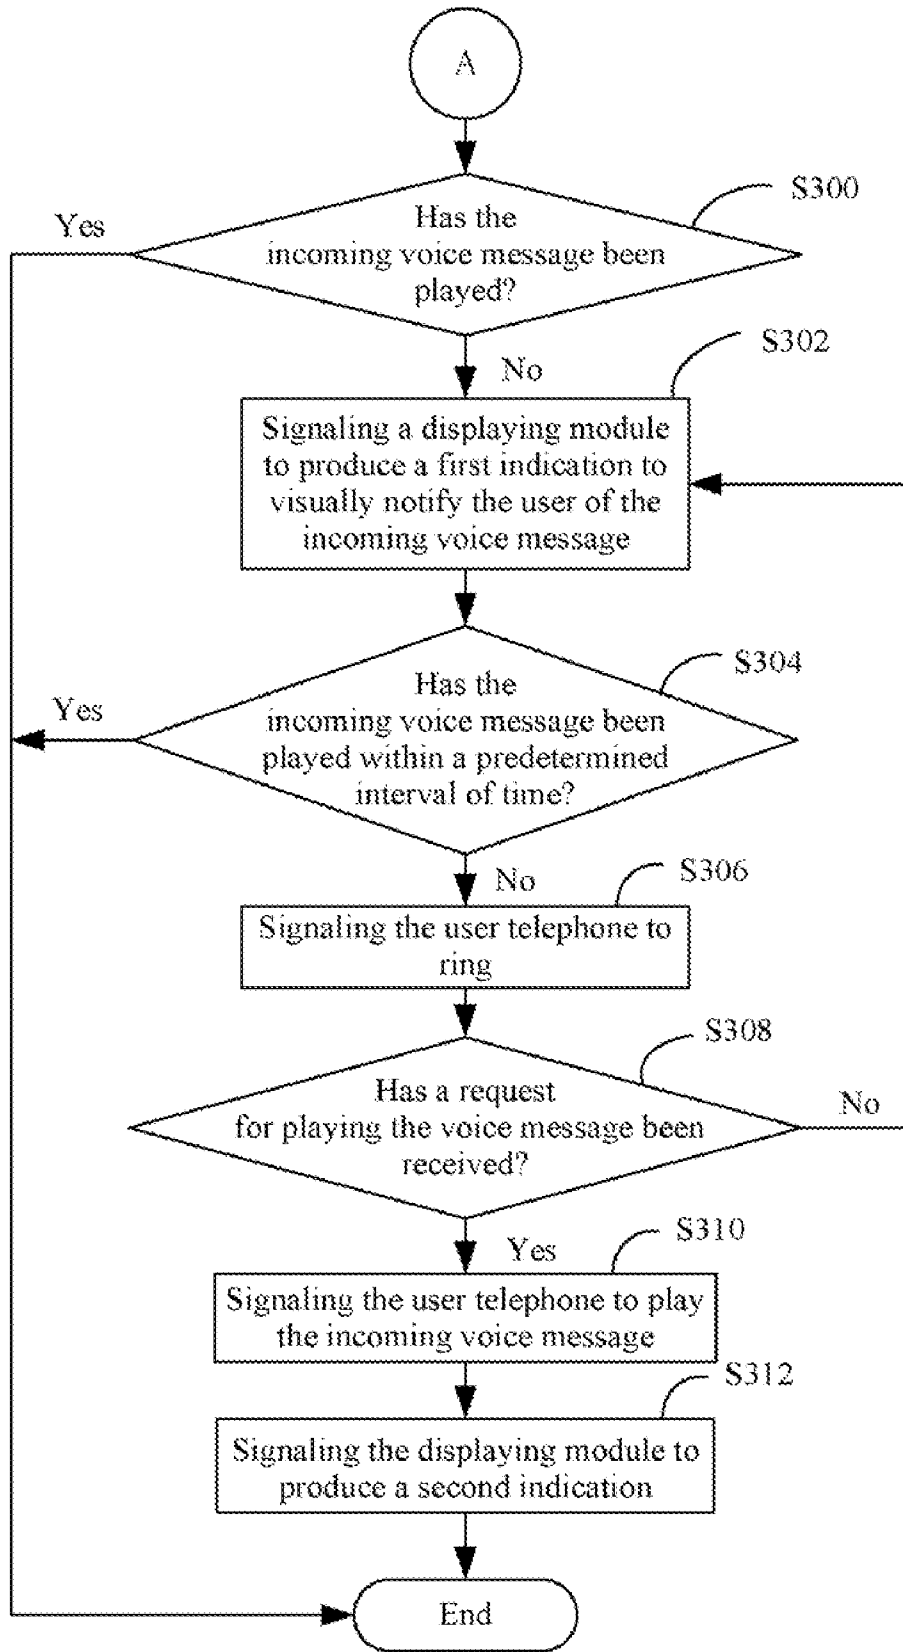 A
S300
Yes
Has the
incoming voice message been
played?
S302
No
Signaling a displaying module
to produce a first indication to
visually notify the user of the
incoming voice message
S304
Yes
Has the
incoming voice message been
played within a predetermined
interval of time?
S306
No
Signaling the user telephone to
ring
S308
Has a request
for playing the voice message been
received?
No
S310
Yes
Signaling the user telephone to play
the incoming voice message
S312
Signaling the displaying module to
produce a second indication
End